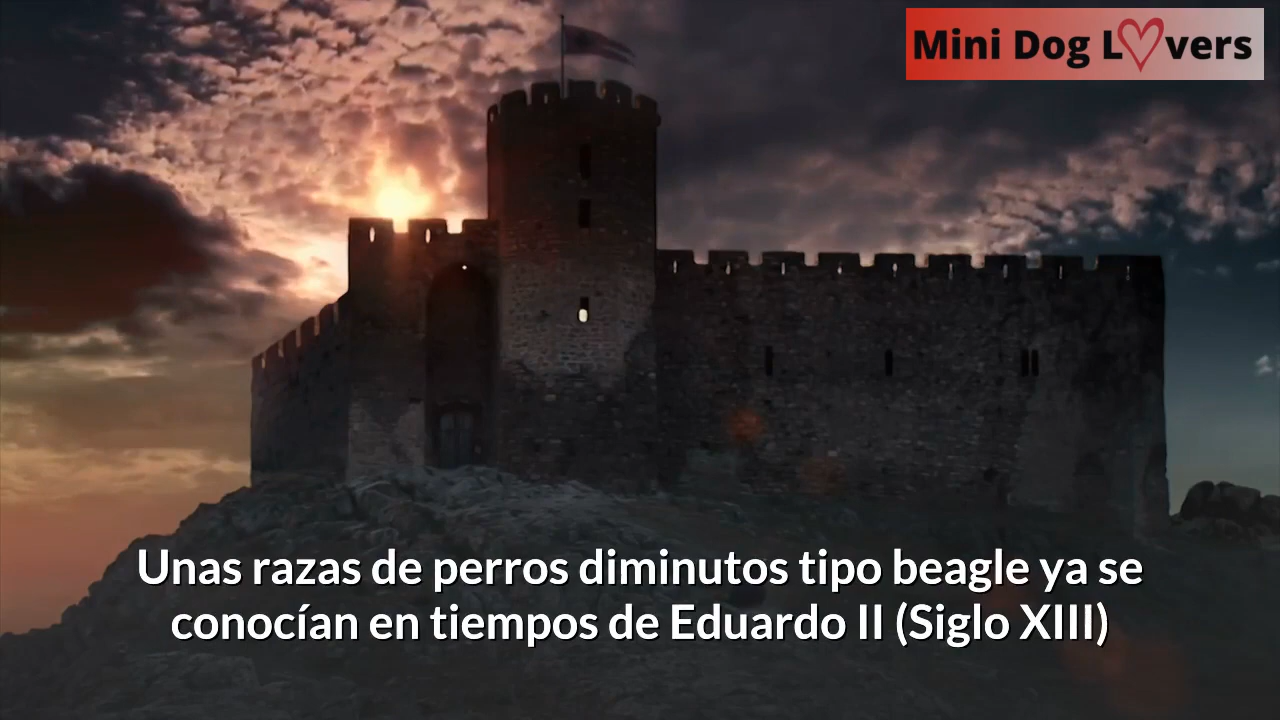 Mini Dog L♡vers
Unas razas de perros diminutos tipo beagle ya se
conocían en tiempos de Eduardo II (Siglo XIII)